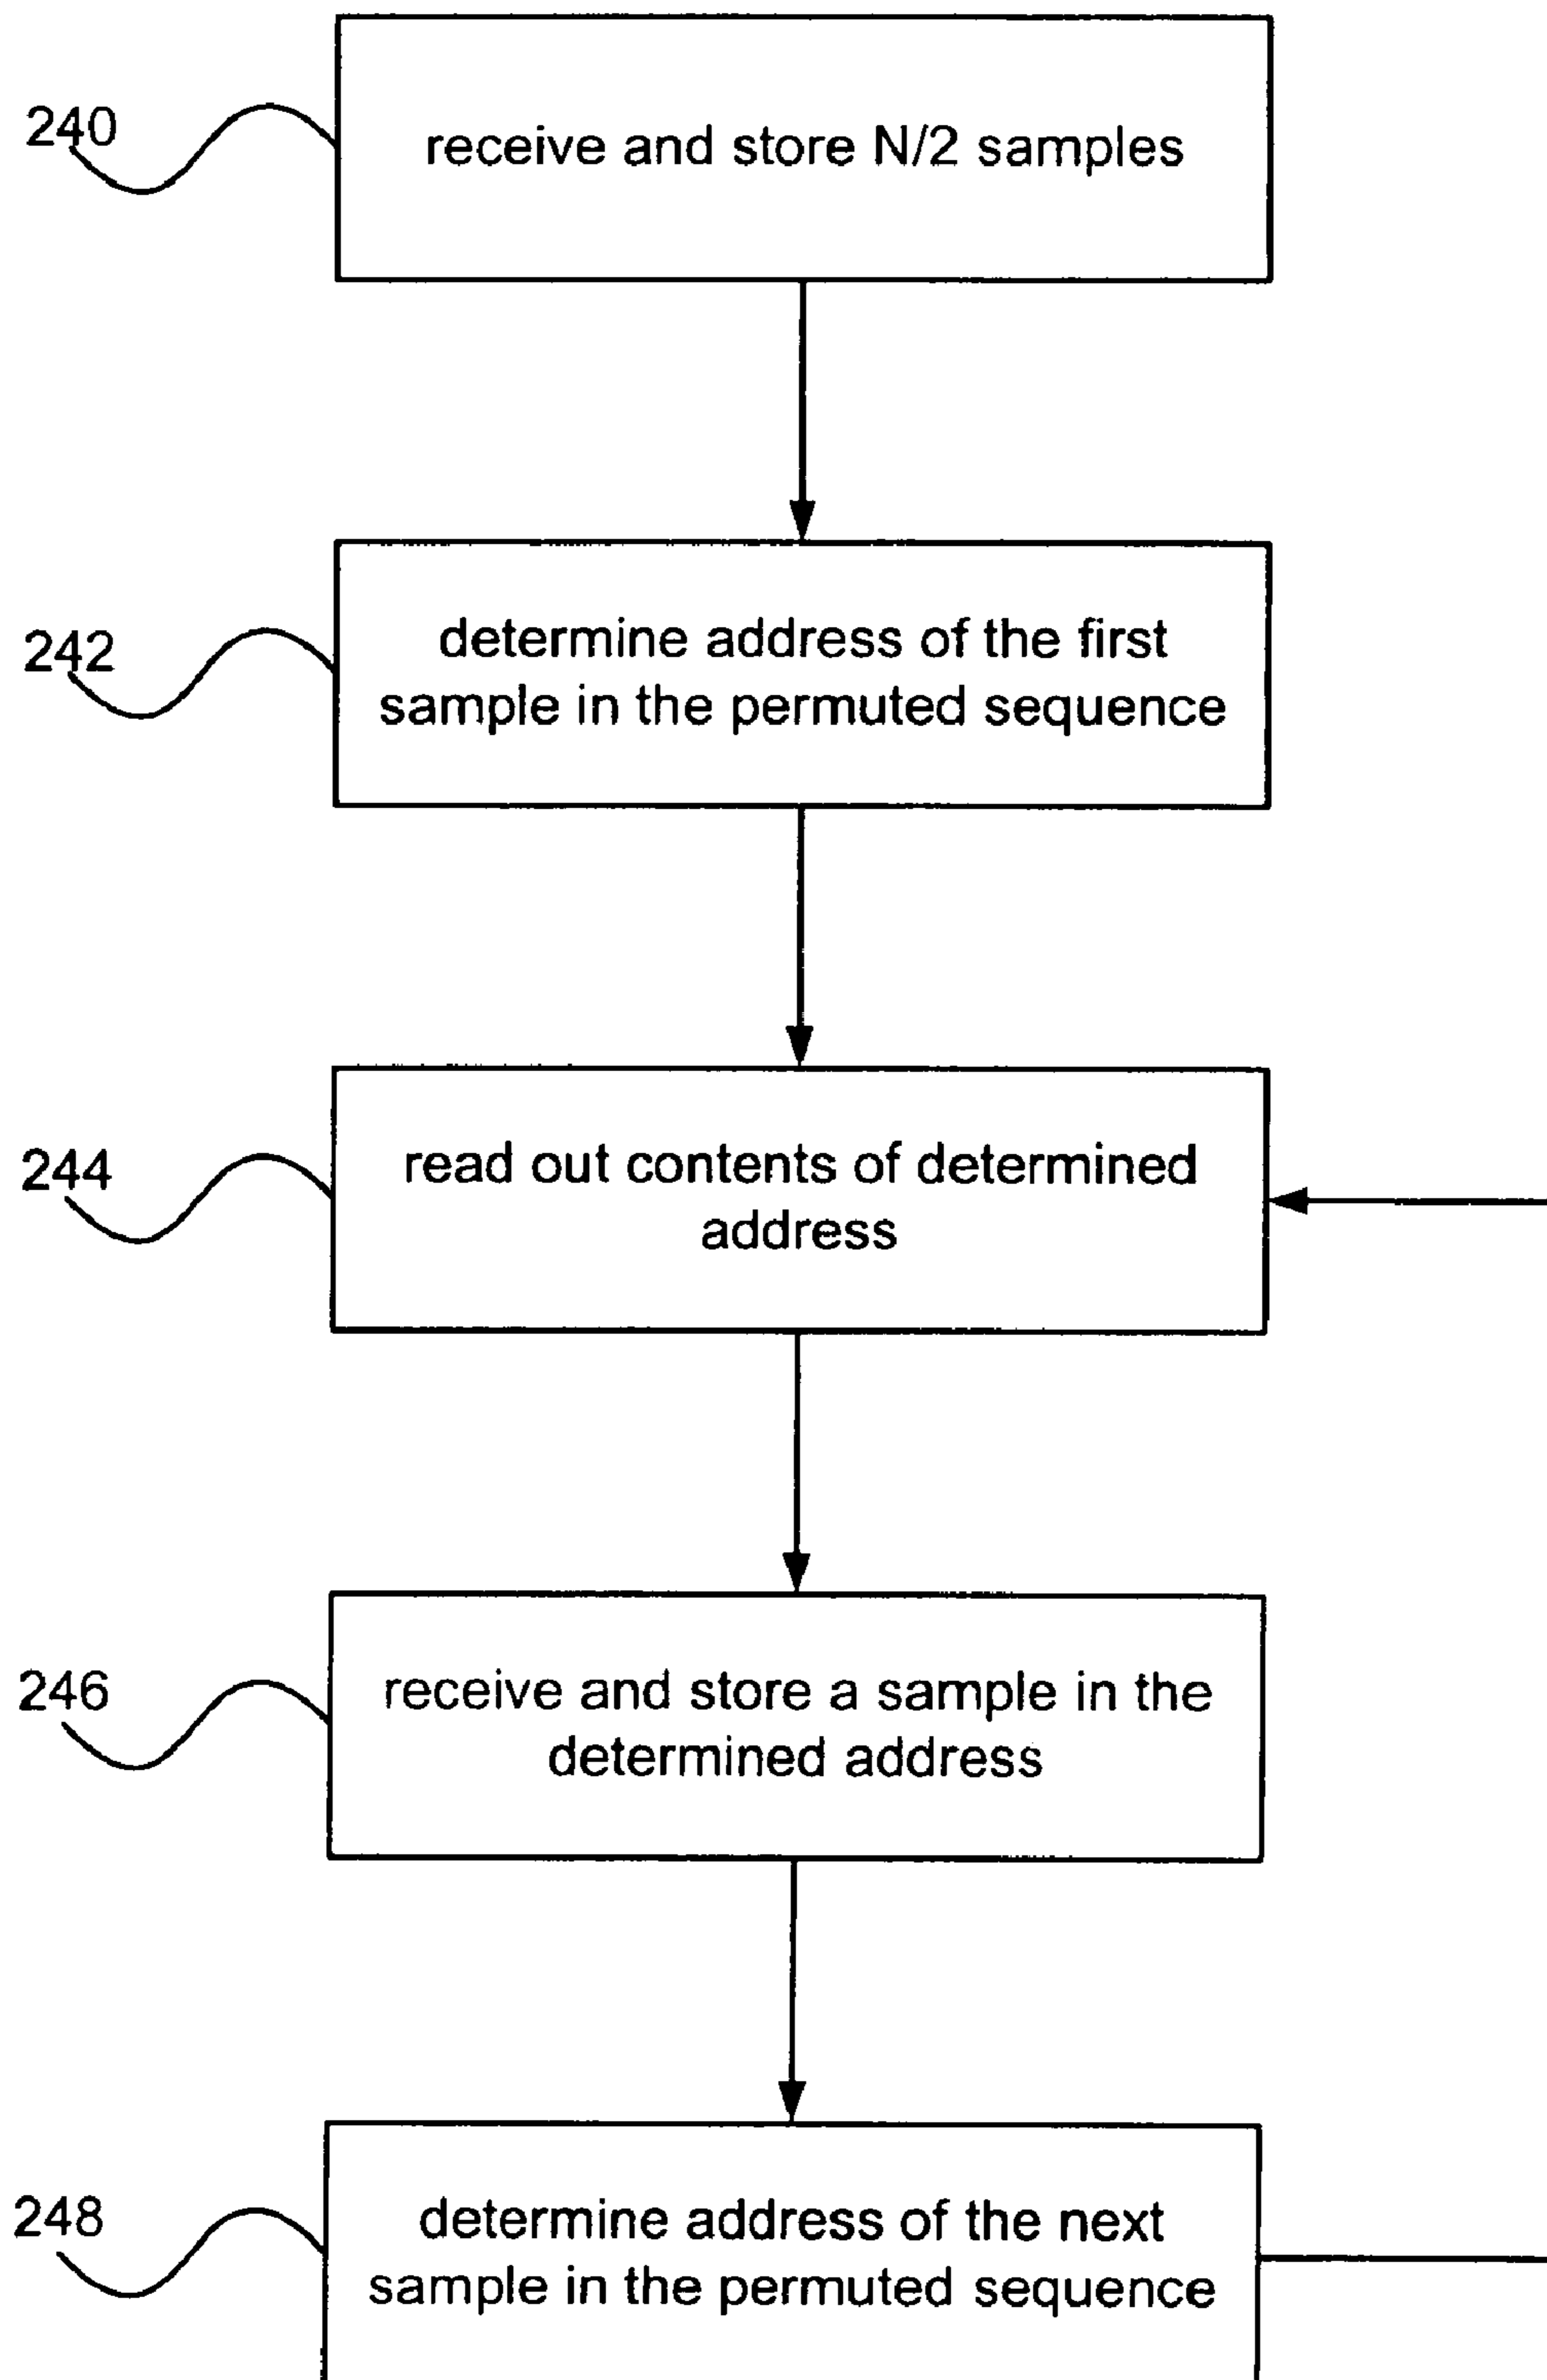 240
receive and store N/2 samples
242
determine address of the first
sample in the permuted sequence
244
read out contents of determined
address
246
receive and store a sample in the
determined address
248
determine address of the next
sample in the permuted sequence